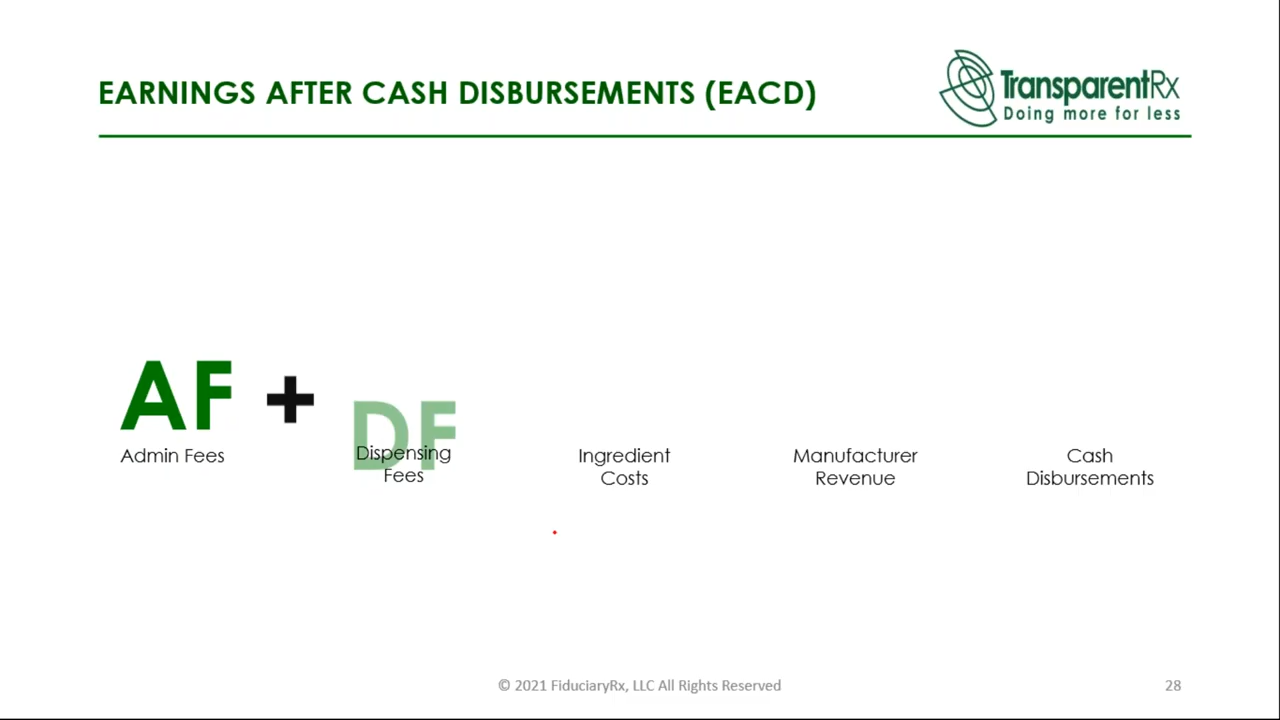 EARNINGS AFTER CASH DISBURSEMENTS (EACD)
TransparentRx
Doing more for less
AF + DF
Admin Fees
Dispensing
Fees
Ingredient
Costs
Manufacturer
Revenue
Cash
Disbursements
© 2021 FiduciaryRx, LLC All Rights Reserved
28